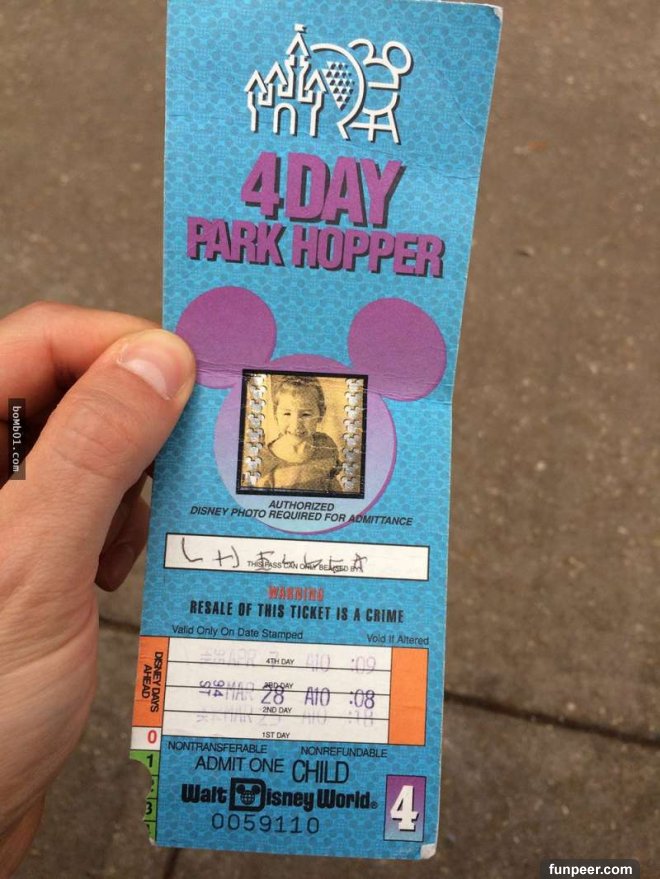 4 DAY
PARK HOPPER
AUTHORIZED
DISNEY PHOTO REQUIRED FOR ADMITTANCE
THIS PASS CAN ONLY BE USED BY:
WARNING
RESALE OF THIS TICKET IS A CRIME
Valid Only On Date Stamped
Void If Altered
4TH DAY
A10 :09
3RD DAY
MAR 28 A10 :08
2ND DAY
1ST DAY
DISNEY DAYS
AHEAD
0
1
3
NONTRANSFERABLE
NONREFUNDABLE
ADMIT ONE CHILD
Walt Disney World®
0059110
4
boMb01.com
funpeer.com